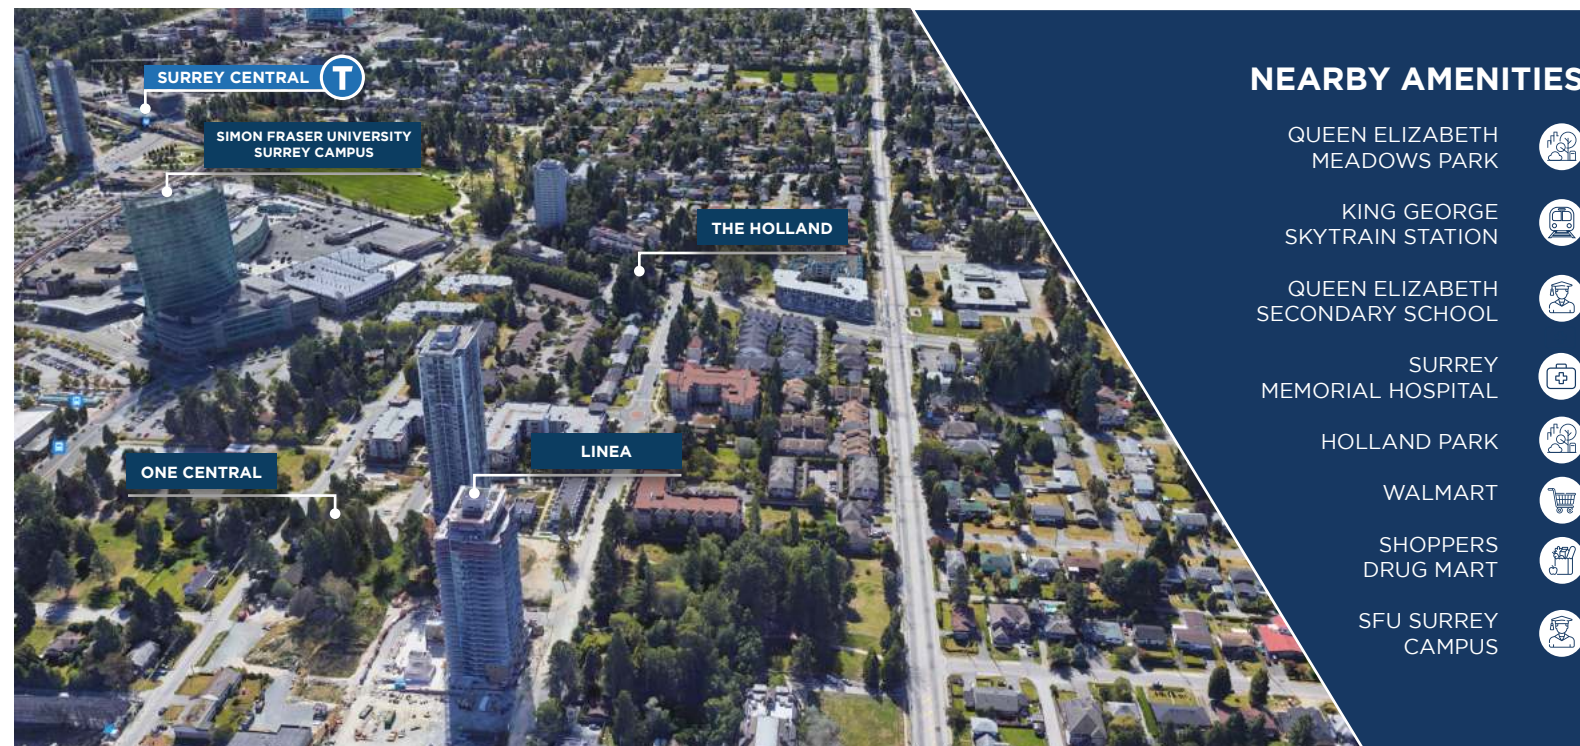 SURREY CENTRAL T
SIMON FRASER UNIVERSITY
SURREY CAMPUS
THE HOLLAND
LINEA
ONE CENTRAL
NEARBY AMENITIES
QUEEN ELIZABETH
MEADOWS PARK
KING GEORGE
SKYTRAIN STATION
QUEEN ELIZABETH
SECONDARY SCHOOL
SURREY
MEMORIAL HOSPITAL
HOLLAND PARK
WALMART
SHOPPERS
DRUG MART
SFU SURREY
CAMPUS